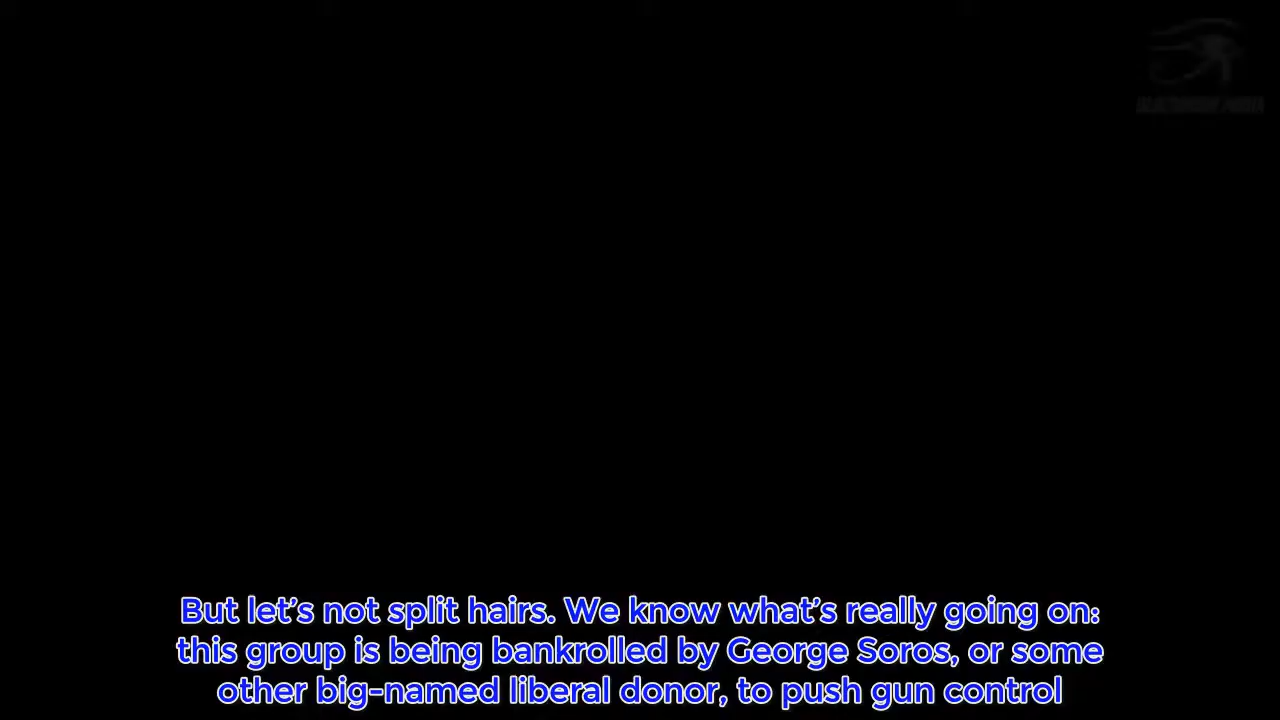 But let’s not split hairs. We know what’s really going on:
this group is being bankrolled by George Soros, or some
other big-named liberal donor, to push gun control